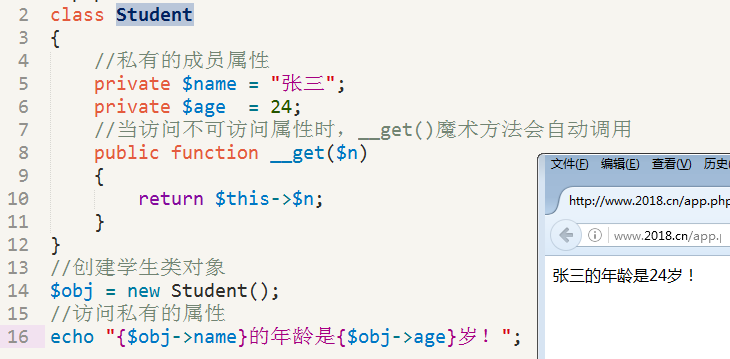 2 class Student
3 {
4     //私有的成员属性
5     private $name = "张三";
6     private $age  = 24;
7     //当访问不可访问属性时，__get()魔术方法会自动调用
8     public function __get($n)
9     {
10         return $this->$n;
11     }
12 }
13 //创建学生类对象
14 $obj = new Student();
15 //访问私有的属性
16 echo "{$obj->name}的年龄是{$obj->age}岁！";
文件(F) 编辑(E) 查看(V) 历史(
http://www.2018.cn/app.php
www.2018.cn/app.p
张三的年龄是24岁！